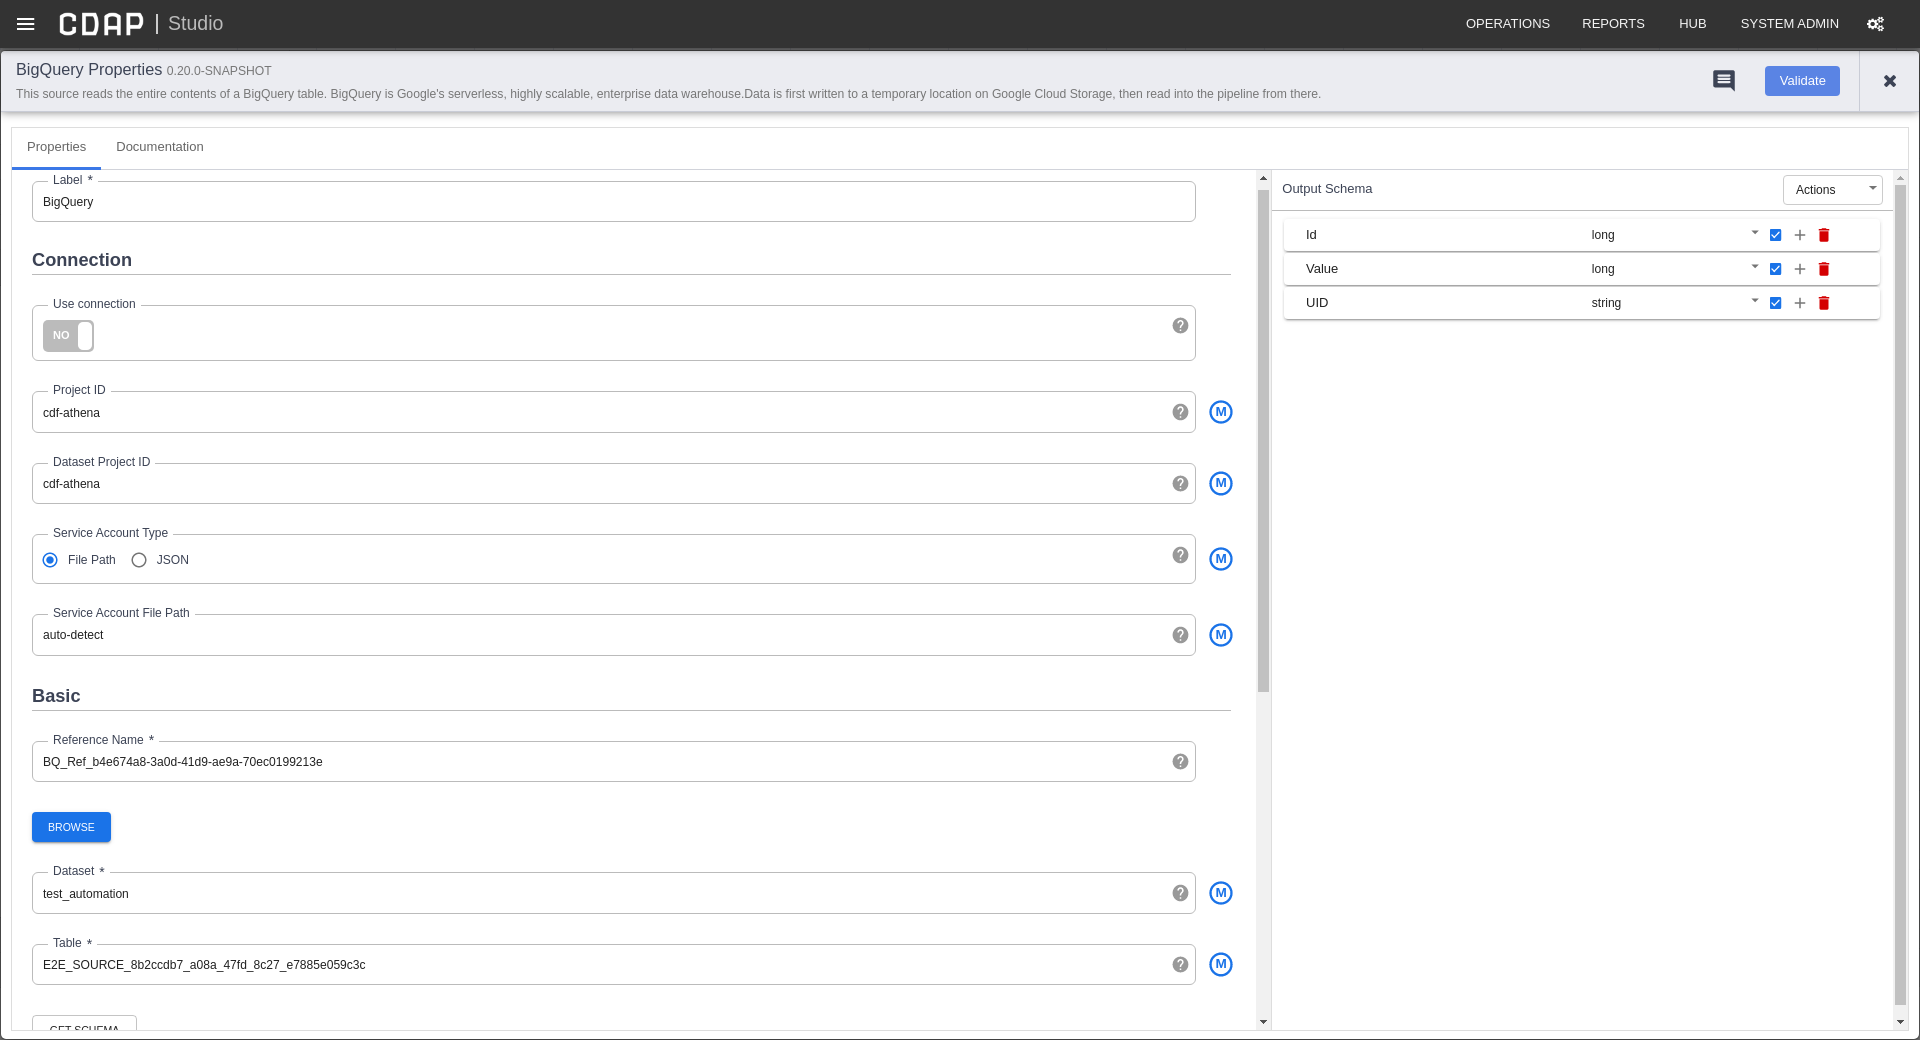 CDAP | Studio
OPERATIONS REPORTS HUB SYSTEM ADMIN
BigQuery Properties 0.20.0-SNAPSHOT
This source reads the entire contents of a BigQuery table. BigQuery is Google's serverless, highly scalable, enterprise data warehouse.Data is first written to a temporary location on Google Cloud Storage, then read into the pipeline from there.
Validate
Properties Documentation
Label *
BigQuery
Connection
Use connection
NO
Project ID
cdf-athena
M
Dataset Project ID
cdf-athena
M
Service Account Type
File Path JSON
M
Service Account File Path
auto-detect
M
Basic
Reference Name *
BQ_Ref_b4e674a8-3a0d-41d9-ae9a-70ec0199213e
BROWSE
Dataset *
test_automation
M
Table *
E2E_SOURCE_8b2ccdb7_a08a_47fd_8c27_e7885e059c3c
M
GET SCHEMA
Output Schema
Actions
Id long
Value long
UID string